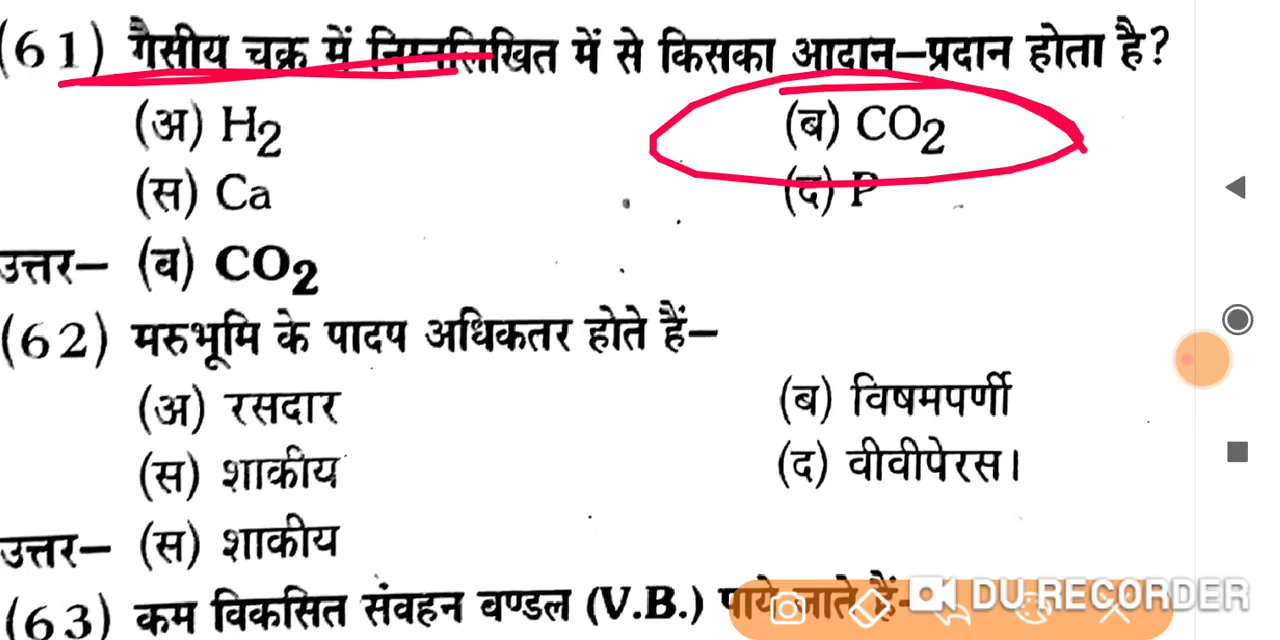 (61) गैसीय चक्र में निम्नलिखित में से किसका आदान-प्रदान होता है?
(अ) H2 (ब) CO2
(स) Ca (द) P
उत्तर- (ब) CO2
(62) मरुभूमि के पादप अधिकतर होते हैं-
(अ) रसदार (ब) विषमपर्णी
(स) शाकीय (द) वीवीपेरस।
उत्तर- (स) शाकीय
(63) कम विकसित संवहन वण्डल (V.B.) पाये जाते हैं-
DU RECORDER